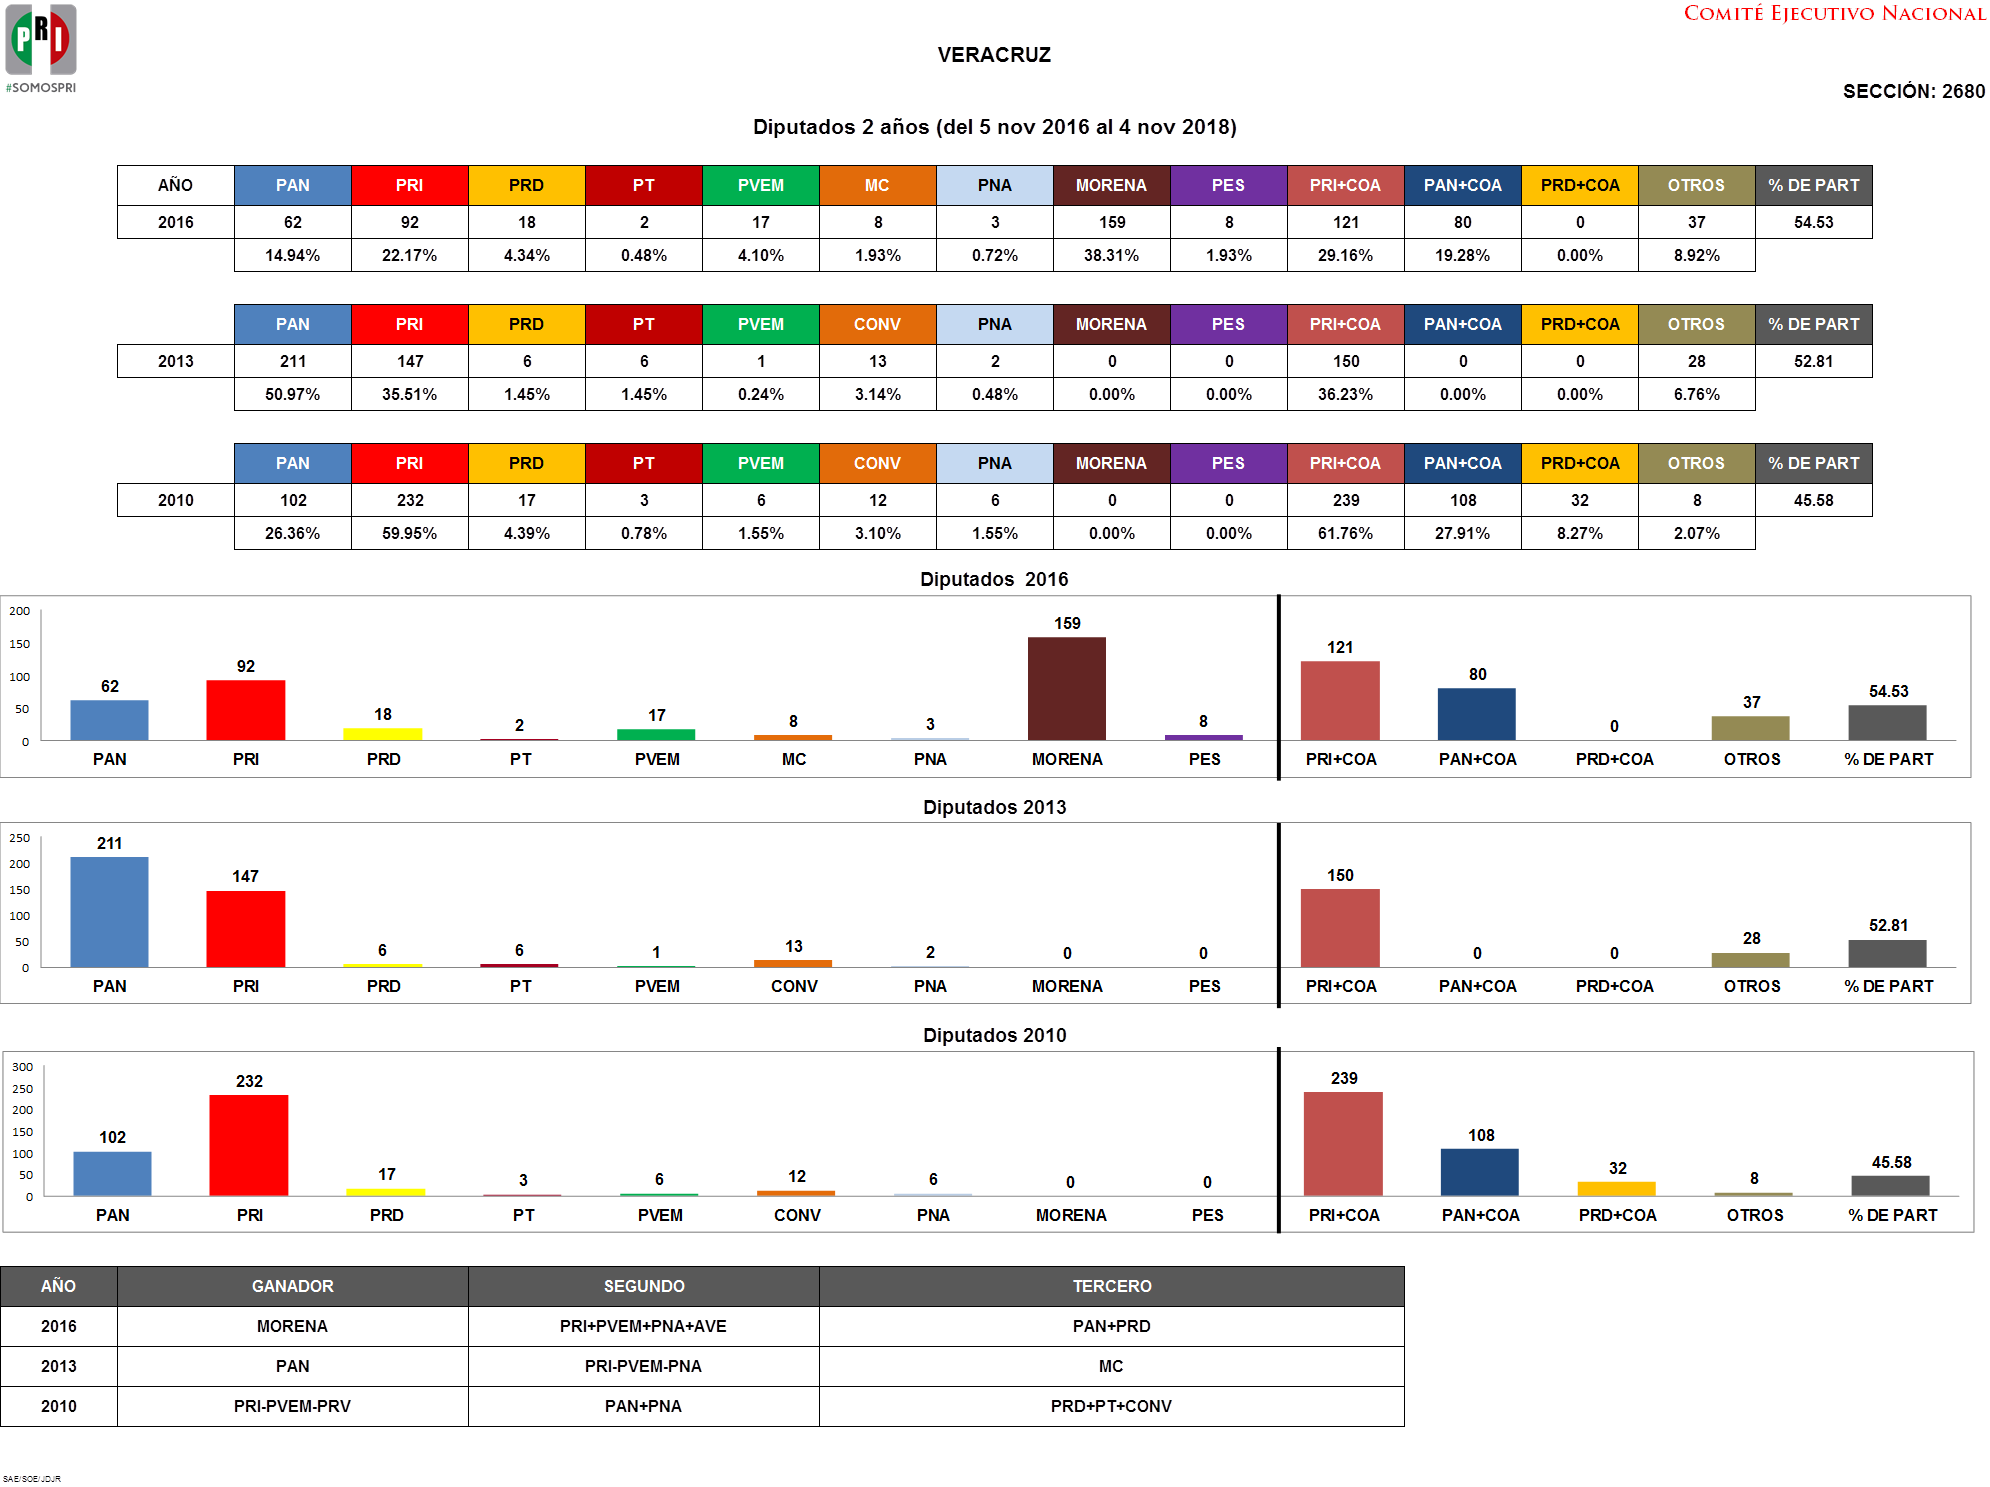 PRI
#SOMOSPRI
COMITÉ EJECUTIVO NACIONAL
VERACRUZ
SECCIÓN: 2680
Diputados 2 años (del 5 nov 2016 al 4 nov 2018)
AÑO PAN PRI PRD PT PVEM MC PNA MORENA PES PRI+COA PAN+COA PRD+COA OTROS % DE PART
2016 62 92 18 2 17 8 3 159 8 121 80 0 37 54.53
14.94% 22.17% 4.34% 0.48% 4.10% 1.93% 0.72% 38.31% 1.93% 29.16% 19.28% 0.00% 8.92%
PAN PRI PRD PT PVEM CONV PNA MORENA PES PRI+COA PAN+COA PRD+COA OTROS % DE PART
2013 211 147 6 6 1 13 2 0 0 150 0 0 28 52.81
50.97% 35.51% 1.45% 1.45% 0.24% 3.14% 0.48% 0.00% 0.00% 36.23% 0.00% 0.00% 6.76%
PAN PRI PRD PT PVEM CONV PNA MORENA PES PRI+COA PAN+COA PRD+COA OTROS % DE PART
2010 102 232 17 3 6 12 6 0 0 239 108 32 8 45.58
26.36% 59.95% 4.39% 0.78% 1.55% 3.10% 1.55% 0.00% 0.00% 61.76% 27.91% 8.27% 2.07%
Diputados 2016
200
150
100
50
0
62 92 18 2 17 8 3 159 8 121 80 0 37 54.53
PAN PRI PRD PT PVEM MC PNA MORENA PES PRI+COA PAN+COA PRD+COA OTROS % DE PART
Diputados 2013
250
200
150
100
50
0
211 147 6 6 1 13 2 0 0 150 0 0 28 52.81
PAN PRI PRD PT PVEM CONV PNA MORENA PES PRI+COA PAN+COA PRD+COA OTROS % DE PART
Diputados 2010
300
250
200
150
100
50
0
102 232 17 3 6 12 6 0 0 239 108 32 8 45.58
PAN PRI PRD PT PVEM CONV PNA MORENA PES PRI+COA PAN+COA PRD+COA OTROS % DE PART
AÑO GANADOR SEGUNDO TERCERO
2016 MORENA PRI+PVEM+PNA+AVE PAN+PRD
2013 PAN PRI-PVEM-PNA MC
2010 PRI-PVEM-PRV PAN+PNA PRD+PT+CONV
SAE/SOE/JDJR